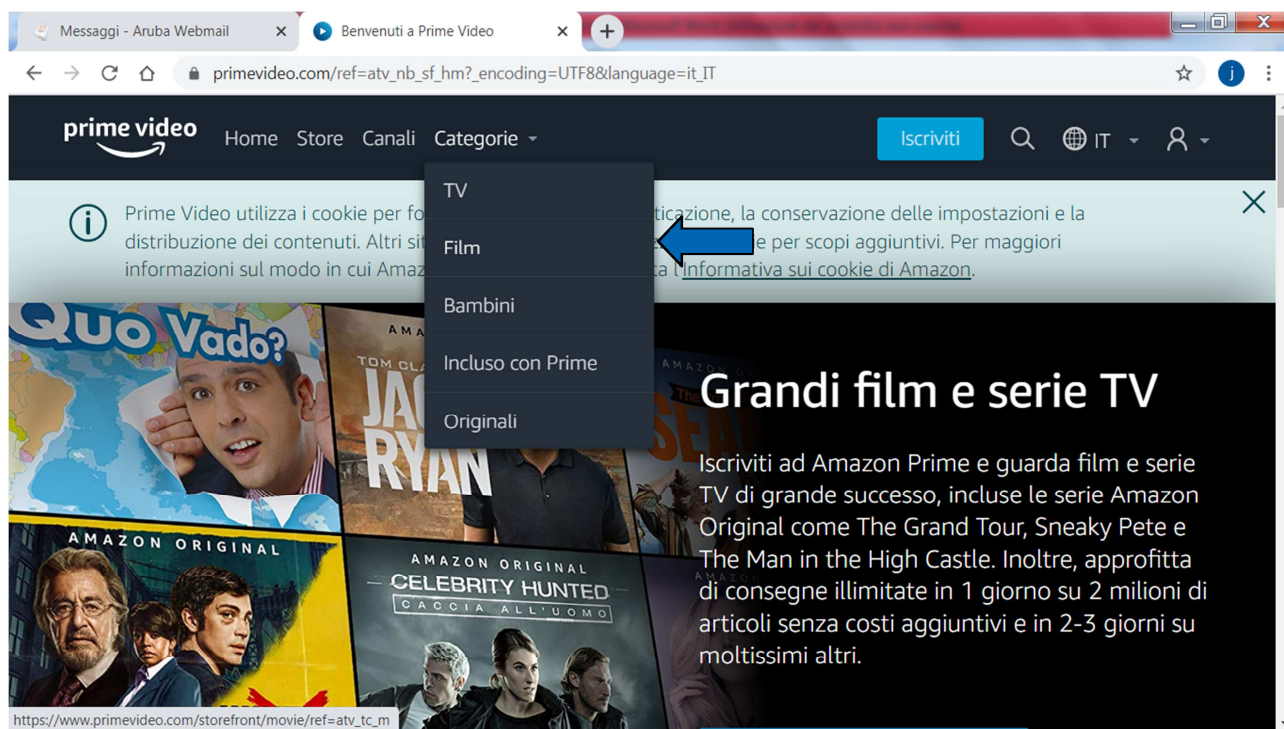 Messaggi - Aruba Webmail
Benvenuti a Prime Video
primevideo.com/ref=atv_nb_sf_hm?_encoding=UTF8&language=it_IT
j
prime video
Home Store Canali Categorie
Iscriviti
IT
TV
Film
Bambini
Incluso con Prime
Originali
Prime Video utilizza i cookie per fo ticazione, la conservazione delle impostazioni e la
distribuzione dei contenuti. Altri sit e per scopi aggiuntivi. Per maggiori
informazioni sul modo in cui Amaz ta l'Informativa sui cookie di Amazon.
Quo Vado?
AMA
TOM CLA
JA
RYAN
AMAZON
The
SEA
Grandi film e serie TV
Iscriviti ad Amazon Prime e guarda film e serie
TV di grande successo, incluse le serie Amazon
Original come The Grand Tour, Sneaky Pete e
The Man in the High Castle. Inoltre, approfitta
di consegne illimitate in 1 giorno su 2 milioni di
articoli senza costi aggiuntivi e in 2-3 giorni su
moltissimi altri.
AMAZON ORIGINAL
AMAZON ORIGINAL
CELEBRITY HUNTED
CACCIA ALL'UOMO
https://www.primevideo.com/storefront/movie/ref=atv_tc_m